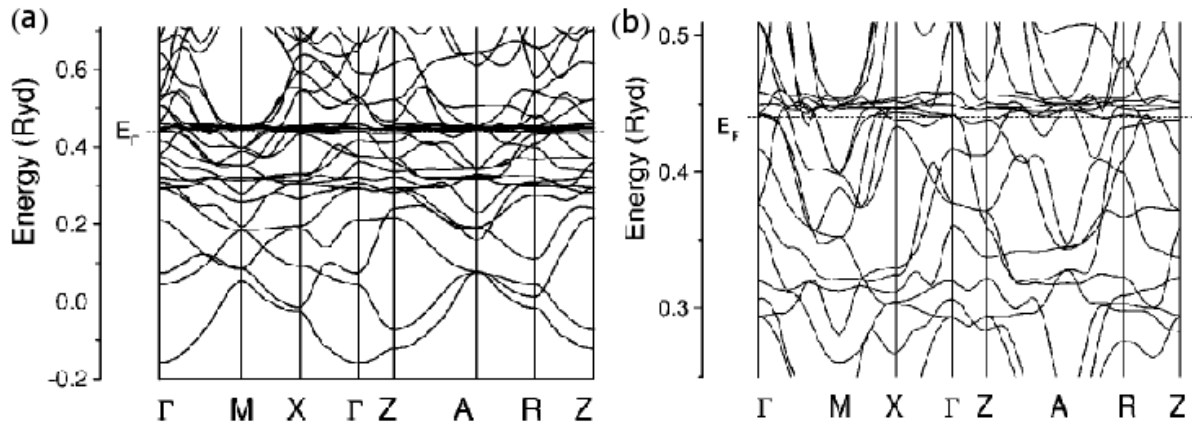 (a)
Energy (Ryd)
0.6
0.4
0.2
0.0
-0.2
E_Γ
Γ M X Γ Z A R Z
(b)
Energy (Ryd)
0.5
0.4
0.3
E_F
Γ M X Γ Z A R Z